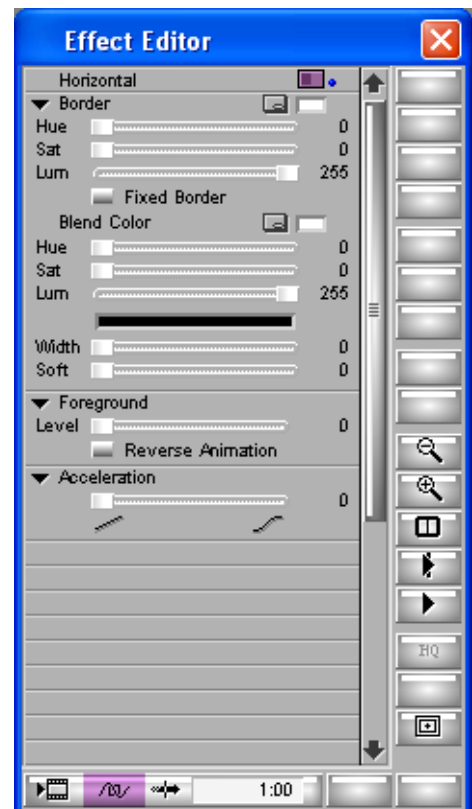 Effect Editor
Horizontal
Border
Hue 0
Sat 0
Lum 255
Fixed Border
Blend Color
Hue 0
Sat 0
Lum 255
Width 0
Soft 0
Foreground
Level 0
Reverse Animation
Acceleration
0
HQ
1:00